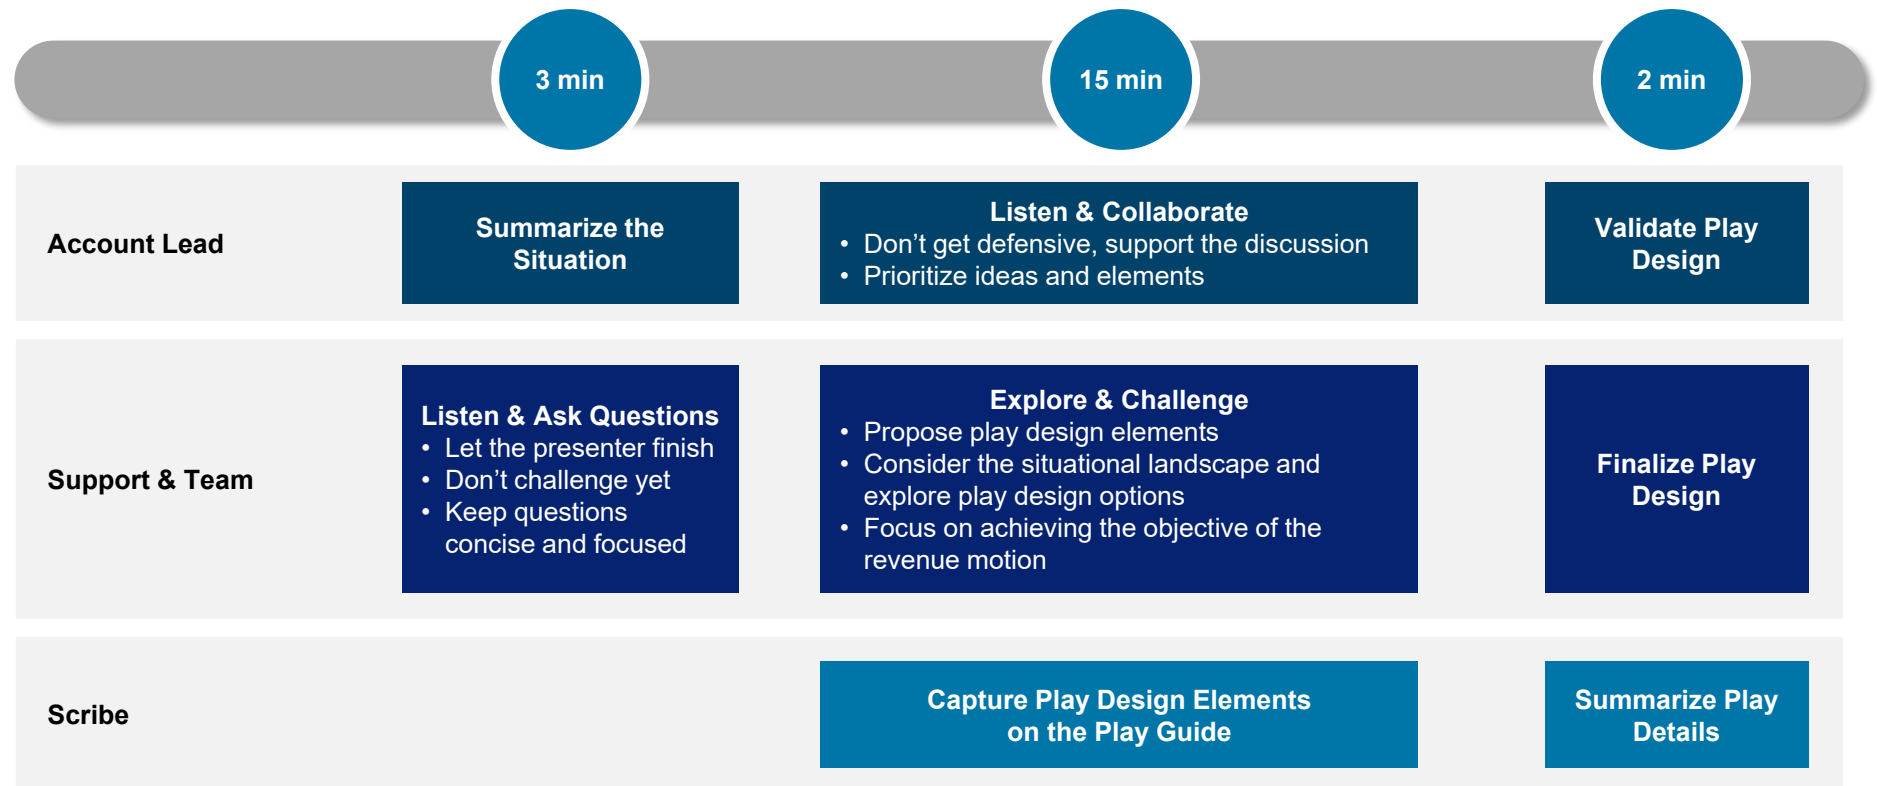 3 min
15 min
2 min
Account Lead
Summarize the
Situation
Listen & Collaborate
• Don’t get defensive, support the discussion
• Prioritize ideas and elements
Validate Play
Design
Support & Team
Listen & Ask Questions
• Let the presenter finish
• Don’t challenge yet
• Keep questions
concise and focused
Explore & Challenge
• Propose play design elements
• Consider the situational landscape and
explore play design options
• Focus on achieving the objective of the
revenue motion
Finalize Play
Design
Scribe
Capture Play Design Elements
on the Play Guide
Summarize Play
Details